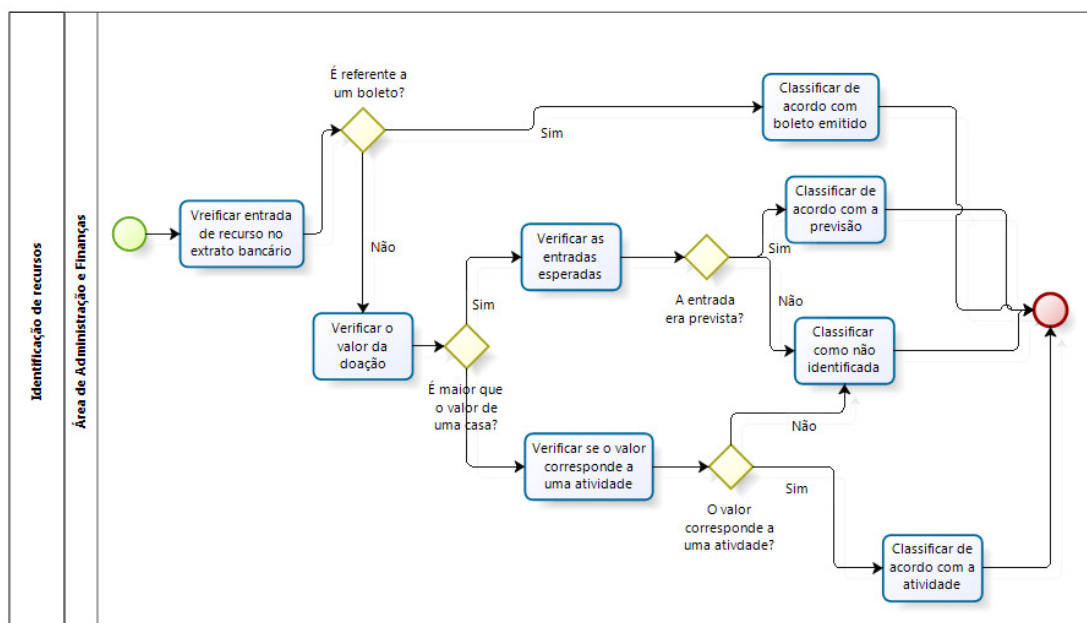 Identificação de recursos
Área de Administração e Finanças
É referente a
um boleto?
Sim
Classificar de
acordo com
boleto emitido
Vreificar entrada
de recurso no
extrato bancário
Não
Verificar o
valor da
doação
É maior que
o valor de
uma casa?
Sim
Verificar as
entradas
esperadas
A entrada
era prevista?
Sim
Classificar de
acordo com a
previsão
Não
Classificar
como não
identificada
Verificar se o valor
corresponde a
uma atividade
O valor
corresponde a
uma ativdade?
Não
Sim
Classificar de
acordo com a
atividade